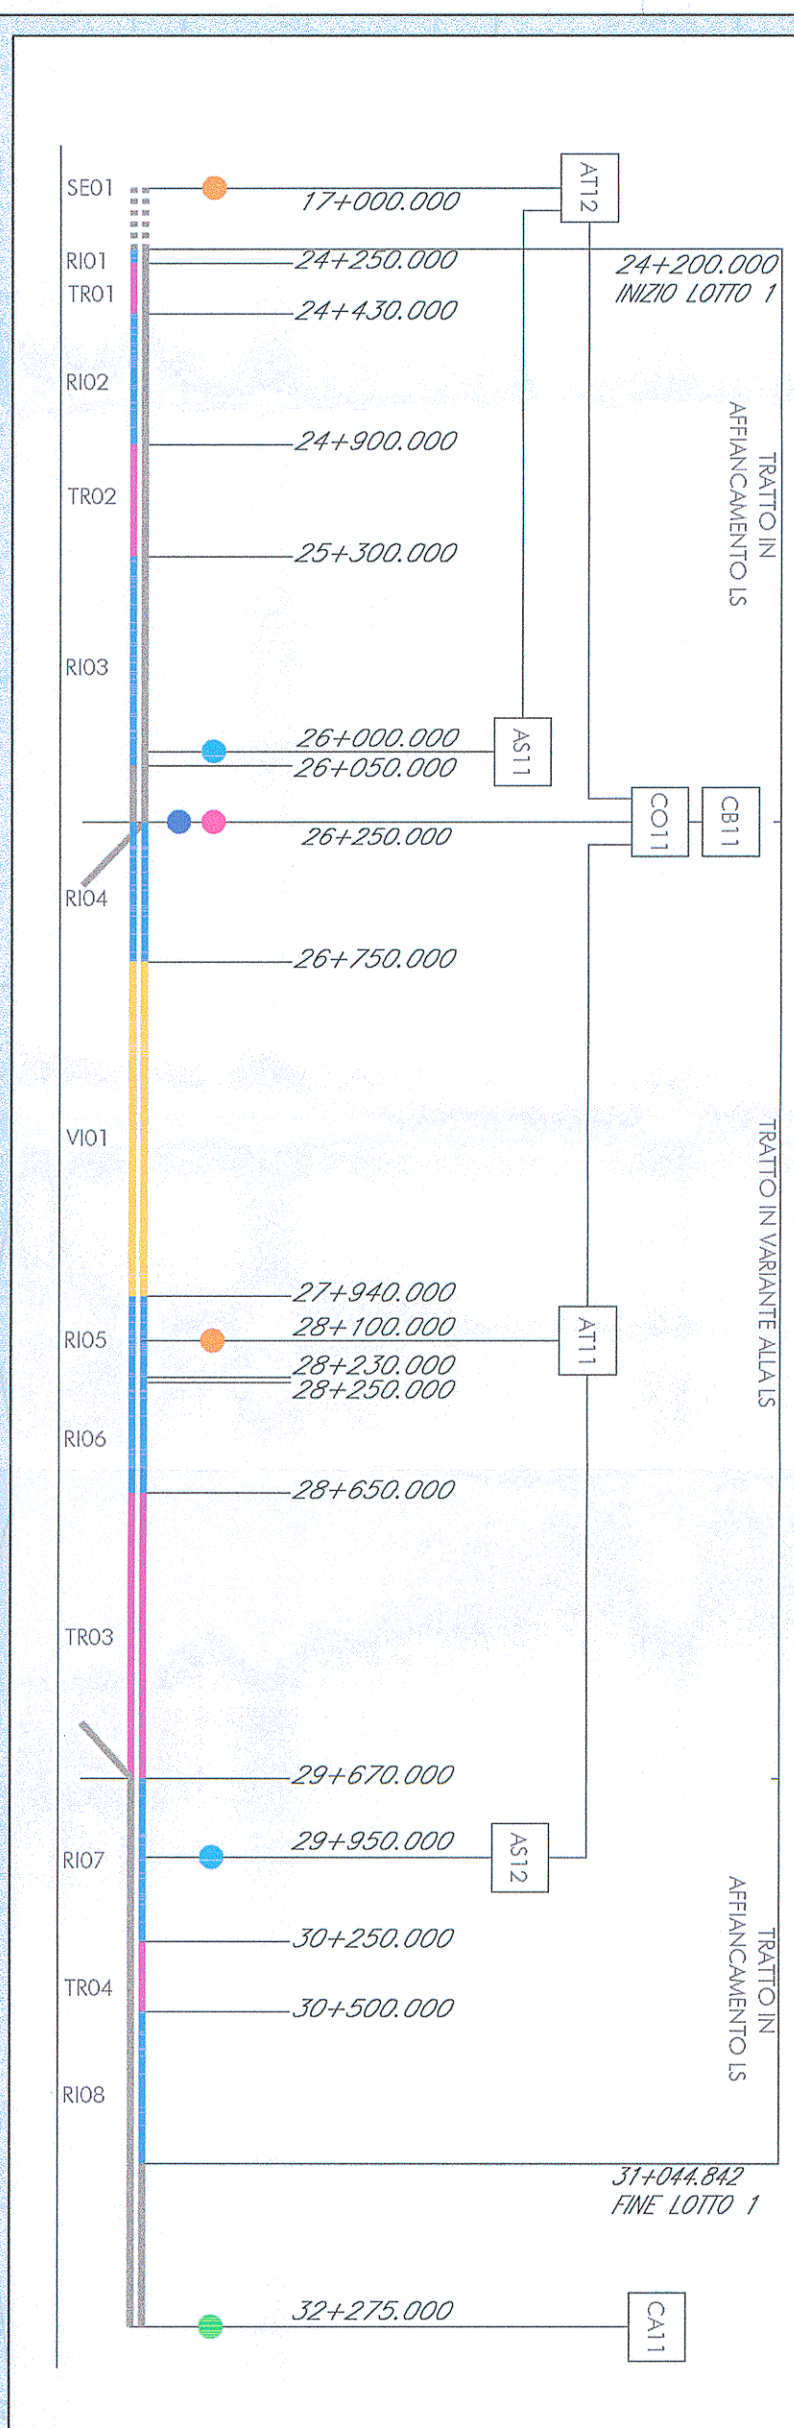 AT12
SE01
17+000.000
RI01
24+250.000
24+200.000
INIZIO LOTTO 1
TR01
24+430.000
RI02
TRATTO IN
AFFIANCAMENTO LS
24+900.000
TR02
25+300.000
RI03
26+000.000
AS11
26+050.000
CO11
CB11
26+250.000
RI04
26+750.000
VI01
TRATTO IN VARIANTE ALLA LS
27+940.000
28+100.000
RI05
AT11
28+230.000
28+250.000
RI06
28+650.000
TR03
29+670.000
29+950.000
RI07
AS12
TRATTO IN
AFFIANCAMENTO LS
30+250.000
TR04
30+500.000
RI08
31+044.842
FINE LOTTO 1
32+275.000
CA11